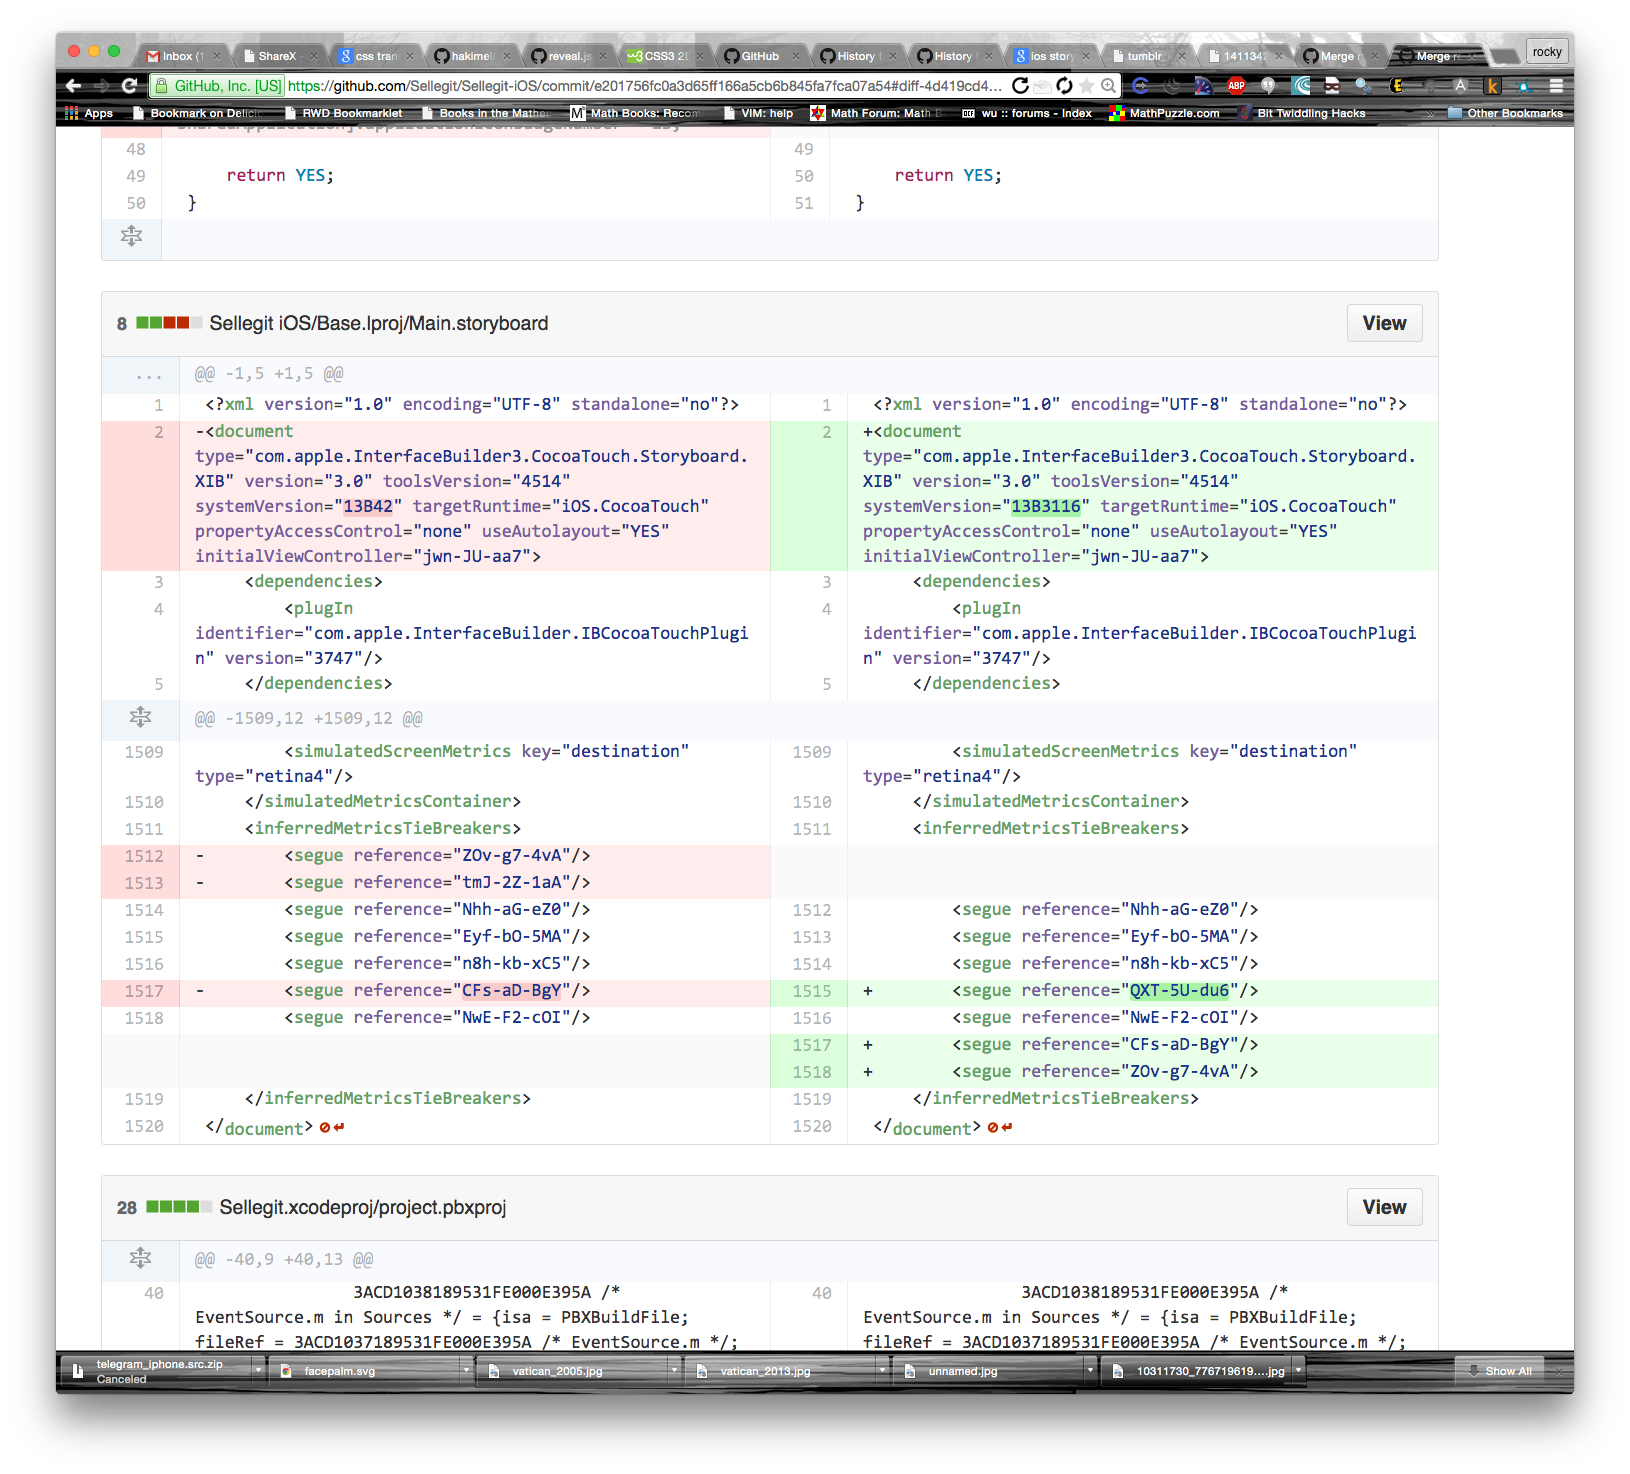 Inbox (1
ShareX
css tran
hakimel
reveal.js
CSS3 2D
GitHub
History
History
ios story
tumblr
1411342
Merge
Merge
rocky
GitHub, Inc. [US] https://github.com/Sellegit/Sellegit-iOS/commit/e201756fc0a3d65ff166a5cb6b845fa7fca07a54#diff-4d419cd4...
Apps
Bookmark on Delici
RWD Bookmarklet
Books in the Mathe
Math Books: Recom
VIM: help
Math Forum: Math
wu :: forums - Index
MathPuzzle.com
Bit Twiddling Hacks
Other Bookmarks
48 49
49 return YES; 50 return YES;
50 } 51 }
8 Sellegit iOS/Base.lproj/Main.storyboard View
... @@ -1,5 +1,5 @@
1 <?xml version="1.0" encoding="UTF-8" standalone="no"?> 1 <?xml version="1.0" encoding="UTF-8" standalone="no"?>
2 -<document 2 +<document
type="com.apple.InterfaceBuilder3.CocoaTouch.Storyboard. type="com.apple.InterfaceBuilder3.CocoaTouch.Storyboard.
XIB" version="3.0" toolsVersion="4514" XIB" version="3.0" toolsVersion="4514"
systemVersion="13B42" targetRuntime="iOS.CocoaTouch" systemVersion="13B3116" targetRuntime="iOS.CocoaTouch"
propertyAccessControl="none" useAutolayout="YES" propertyAccessControl="none" useAutolayout="YES"
initialViewController="jwn-JU-aa7"> initialViewController="jwn-JU-aa7">
3 <dependencies> 3 <dependencies>
4 <plugIn 4 <plugIn
identifier="com.apple.InterfaceBuilder.IBCocoaTouchPlugi identifier="com.apple.InterfaceBuilder.IBCocoaTouchPlugi
n" version="3747"/> n" version="3747"/>
5 </dependencies> 5 </dependencies>
@@ -1509,12 +1509,12 @@
1509 <simulatedScreenMetrics key="destination" 1509 <simulatedScreenMetrics key="destination"
type="retina4"/> type="retina4"/>
1510 </simulatedMetricsContainer> 1510 </simulatedMetricsContainer>
1511 <inferredMetricsTieBreakers> 1511 <inferredMetricsTieBreakers>
1512 - <segue reference="ZOv-g7-4vA"/>
1513 - <segue reference="tmJ-2Z-1aA"/>
1514 <segue reference="Nhh-aG-eZ0"/> 1512 <segue reference="Nhh-aG-eZ0"/>
1515 <segue reference="Eyf-bO-5MA"/> 1513 <segue reference="Eyf-bO-5MA"/>
1516 <segue reference="n8h-kb-xC5"/> 1514 <segue reference="n8h-kb-xC5"/>
1517 - <segue reference="CFs-aD-BgY"/> 1515 + <segue reference="QXT-5U-du6"/>
1518 <segue reference="NwE-F2-cOI"/> 1516 <segue reference="NwE-F2-cOI"/>
1517 + <segue reference="CFs-aD-BgY"/>
1518 + <segue reference="ZOv-g7-4vA"/>
1519 </inferredMetricsTieBreakers> 1519 </inferredMetricsTieBreakers>
1520 </document> 1520 </document>
28 Sellegit.xcodeproj/project.pbxproj View
@@ -40,9 +40,13 @@
40 3ACD1038189531FE000E395A /* 40 3ACD1038189531FE000E395A /*
EventSource.m in Sources */ = {isa = PBXBuildFile; EventSource.m in Sources */ = {isa = PBXBuildFile;
fileRef = 3ACD1037189531FE000E395A /* EventSource.m */; fileRef = 3ACD1037189531FE000E395A /* EventSource.m */;
telegram_iphone.src.zip
Canceled
facepalm.svg
vatican_2005.jpg
vatican_2013.jpg
unnamed.jpg
10311730_776719619....jpg
Show All